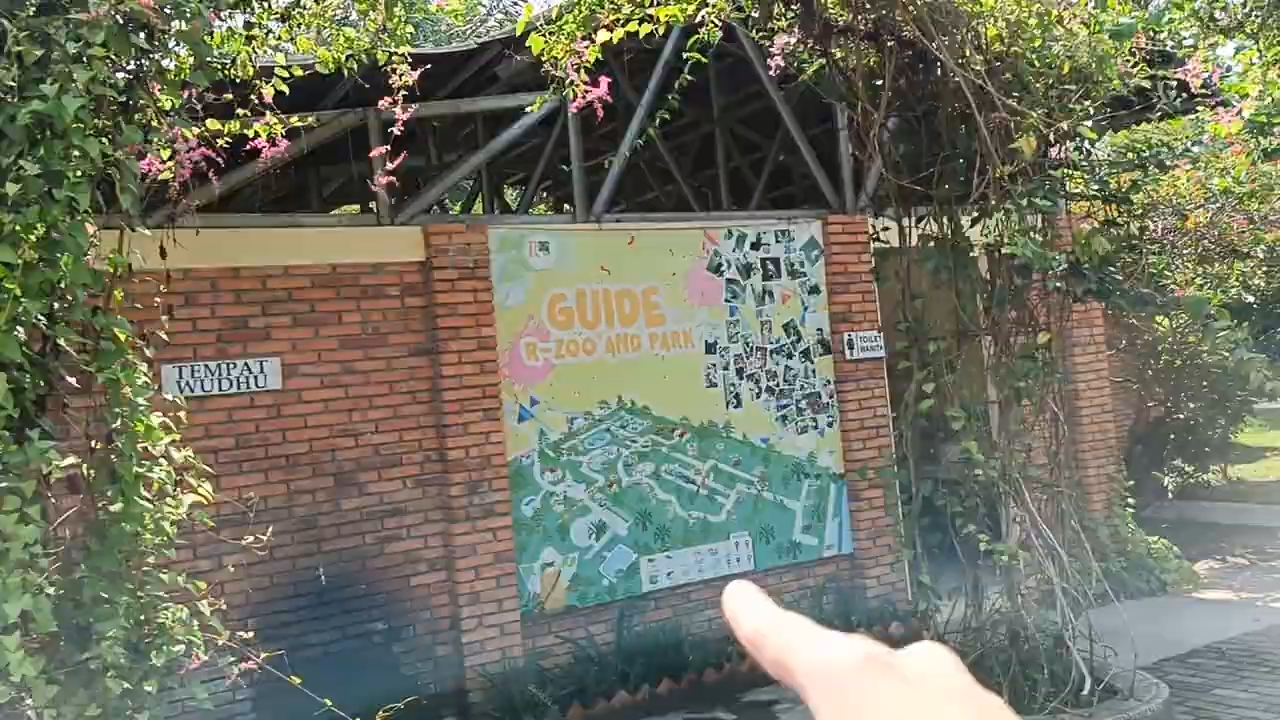 TEMPAT
WUDHU
GUIDE
R-ZOO AND PARK
TOILET
WANITA